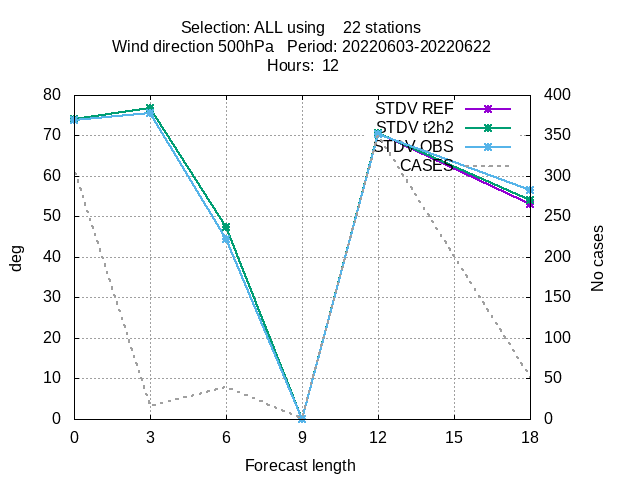 Selection: ALL using    22 stations
Wind direction 500hPa   Period: 20220603-20220622
Hours:  12
80
70
60
50
40
30
20
10
0
400
350
300
250
200
150
100
50
0
0 3 6 9 12 15 18
deg
No cases
Forecast length
STDV REF
STDV t2h2
STDV OBS
CASES